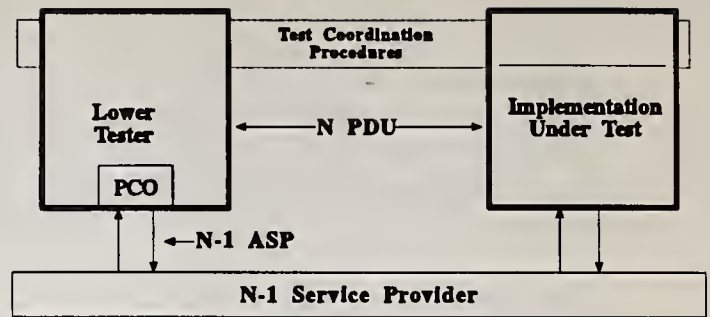 Test Coordination
Procedures
Lower
Tester
N PDU
Implementation
Under Test
PCO
N-1 ASP
N-1 Service Provider